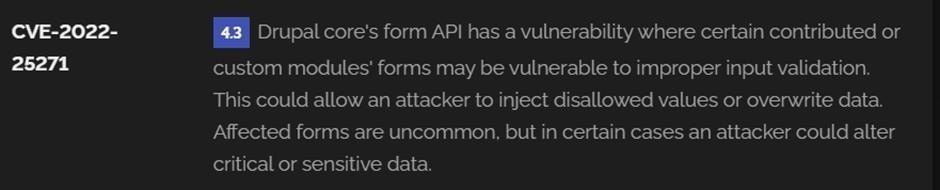 CVE-2022-
25271
4.3 Drupal core's form API has a vulnerability where certain contributed or
custom modules' forms may be vulnerable to improper input validation.
This could allow an attacker to inject disallowed values or overwrite data.
Affected forms are uncommon, but in certain cases an attacker could alter
critical or sensitive data.